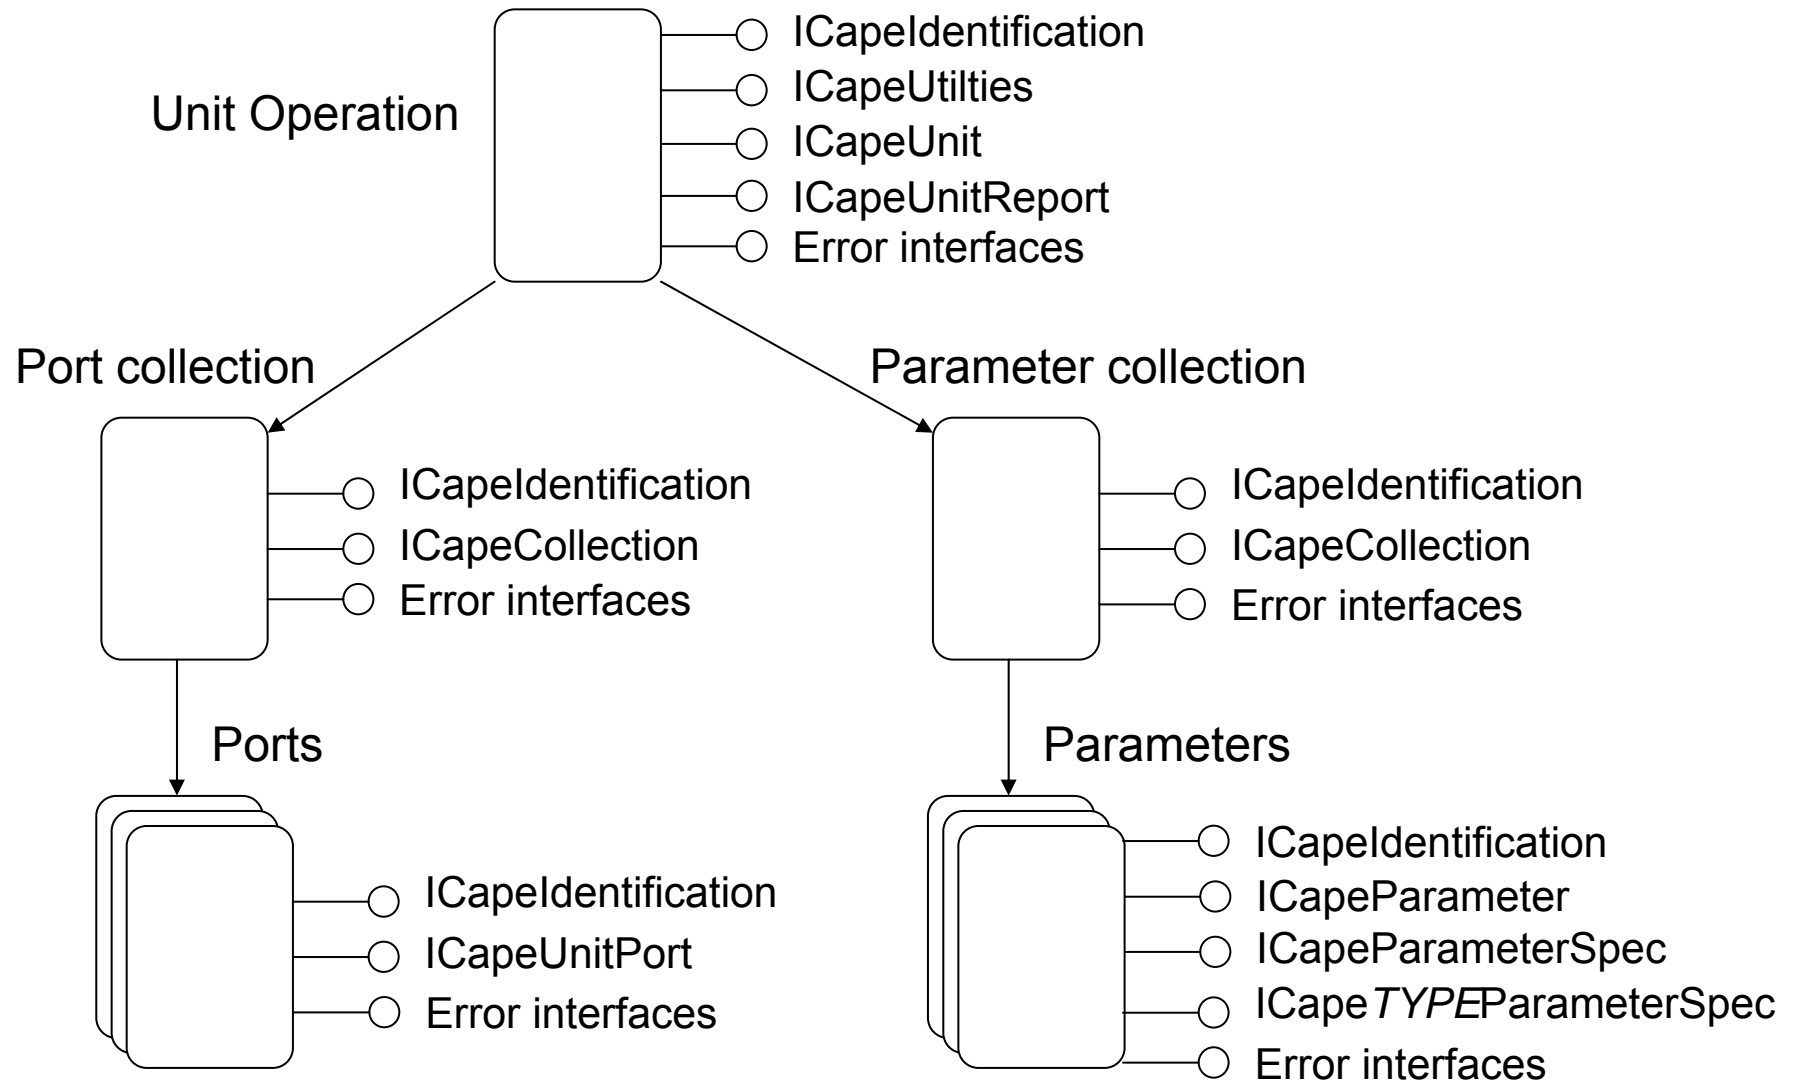 Unit Operation
ICapeIdentification
ICapeUtilties
ICapeUnit
ICapeUnitReport
Error interfaces
Port collection
ICapeIdentification
ICapeCollection
Error interfaces
Parameter collection
ICapeIdentification
ICapeCollection
Error interfaces
Ports
ICapeIdentification
ICapeUnitPort
Error interfaces
Parameters
ICapeIdentification
ICapeParameter
ICapeParameterSpec
ICapeTYPEParameterSpec
Error interfaces